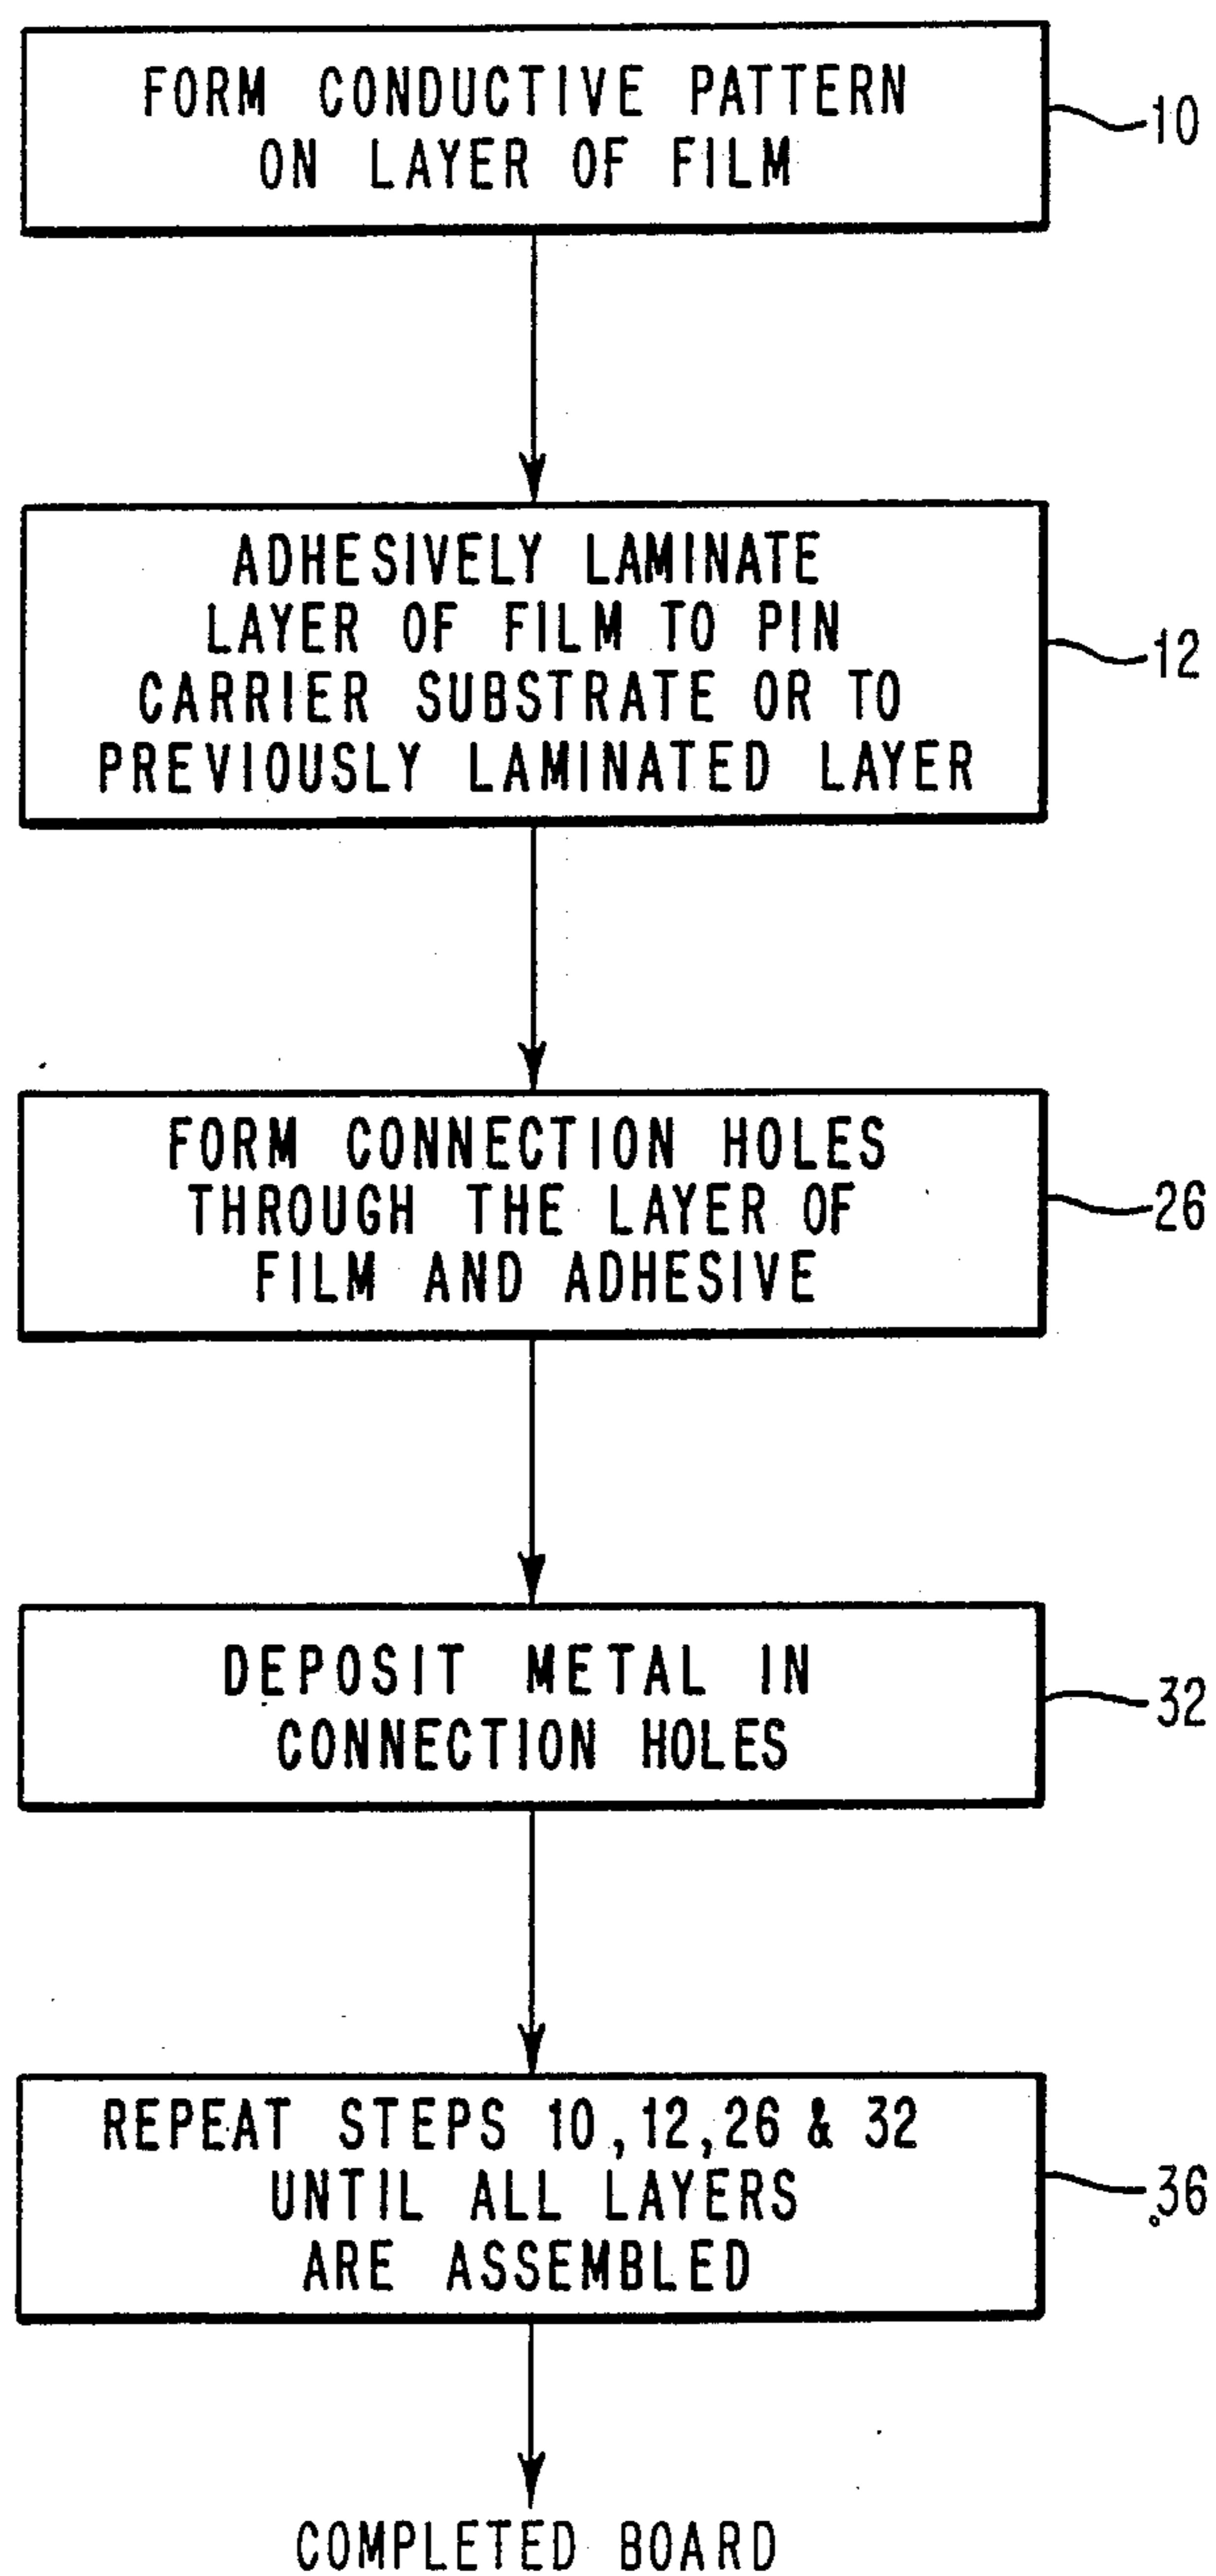 FORM CONDUCTIVE PATTERN
ON LAYER OF FILM
10
ADHESIVELY LAMINATE
LAYER OF FILM TO PIN
CARRIER SUBSTRATE OR TO
PREVIOUSLY LAMINATED LAYER
12
FORM CONNECTION HOLES
THROUGH THE LAYER OF
FILM AND ADHESIVE
26
DEPOSIT METAL IN
CONNECTION HOLES
32
REPEAT STEPS 10, 12, 26 & 32
UNTIL ALL LAYERS
ARE ASSEMBLED
36
COMPLETED BOARD